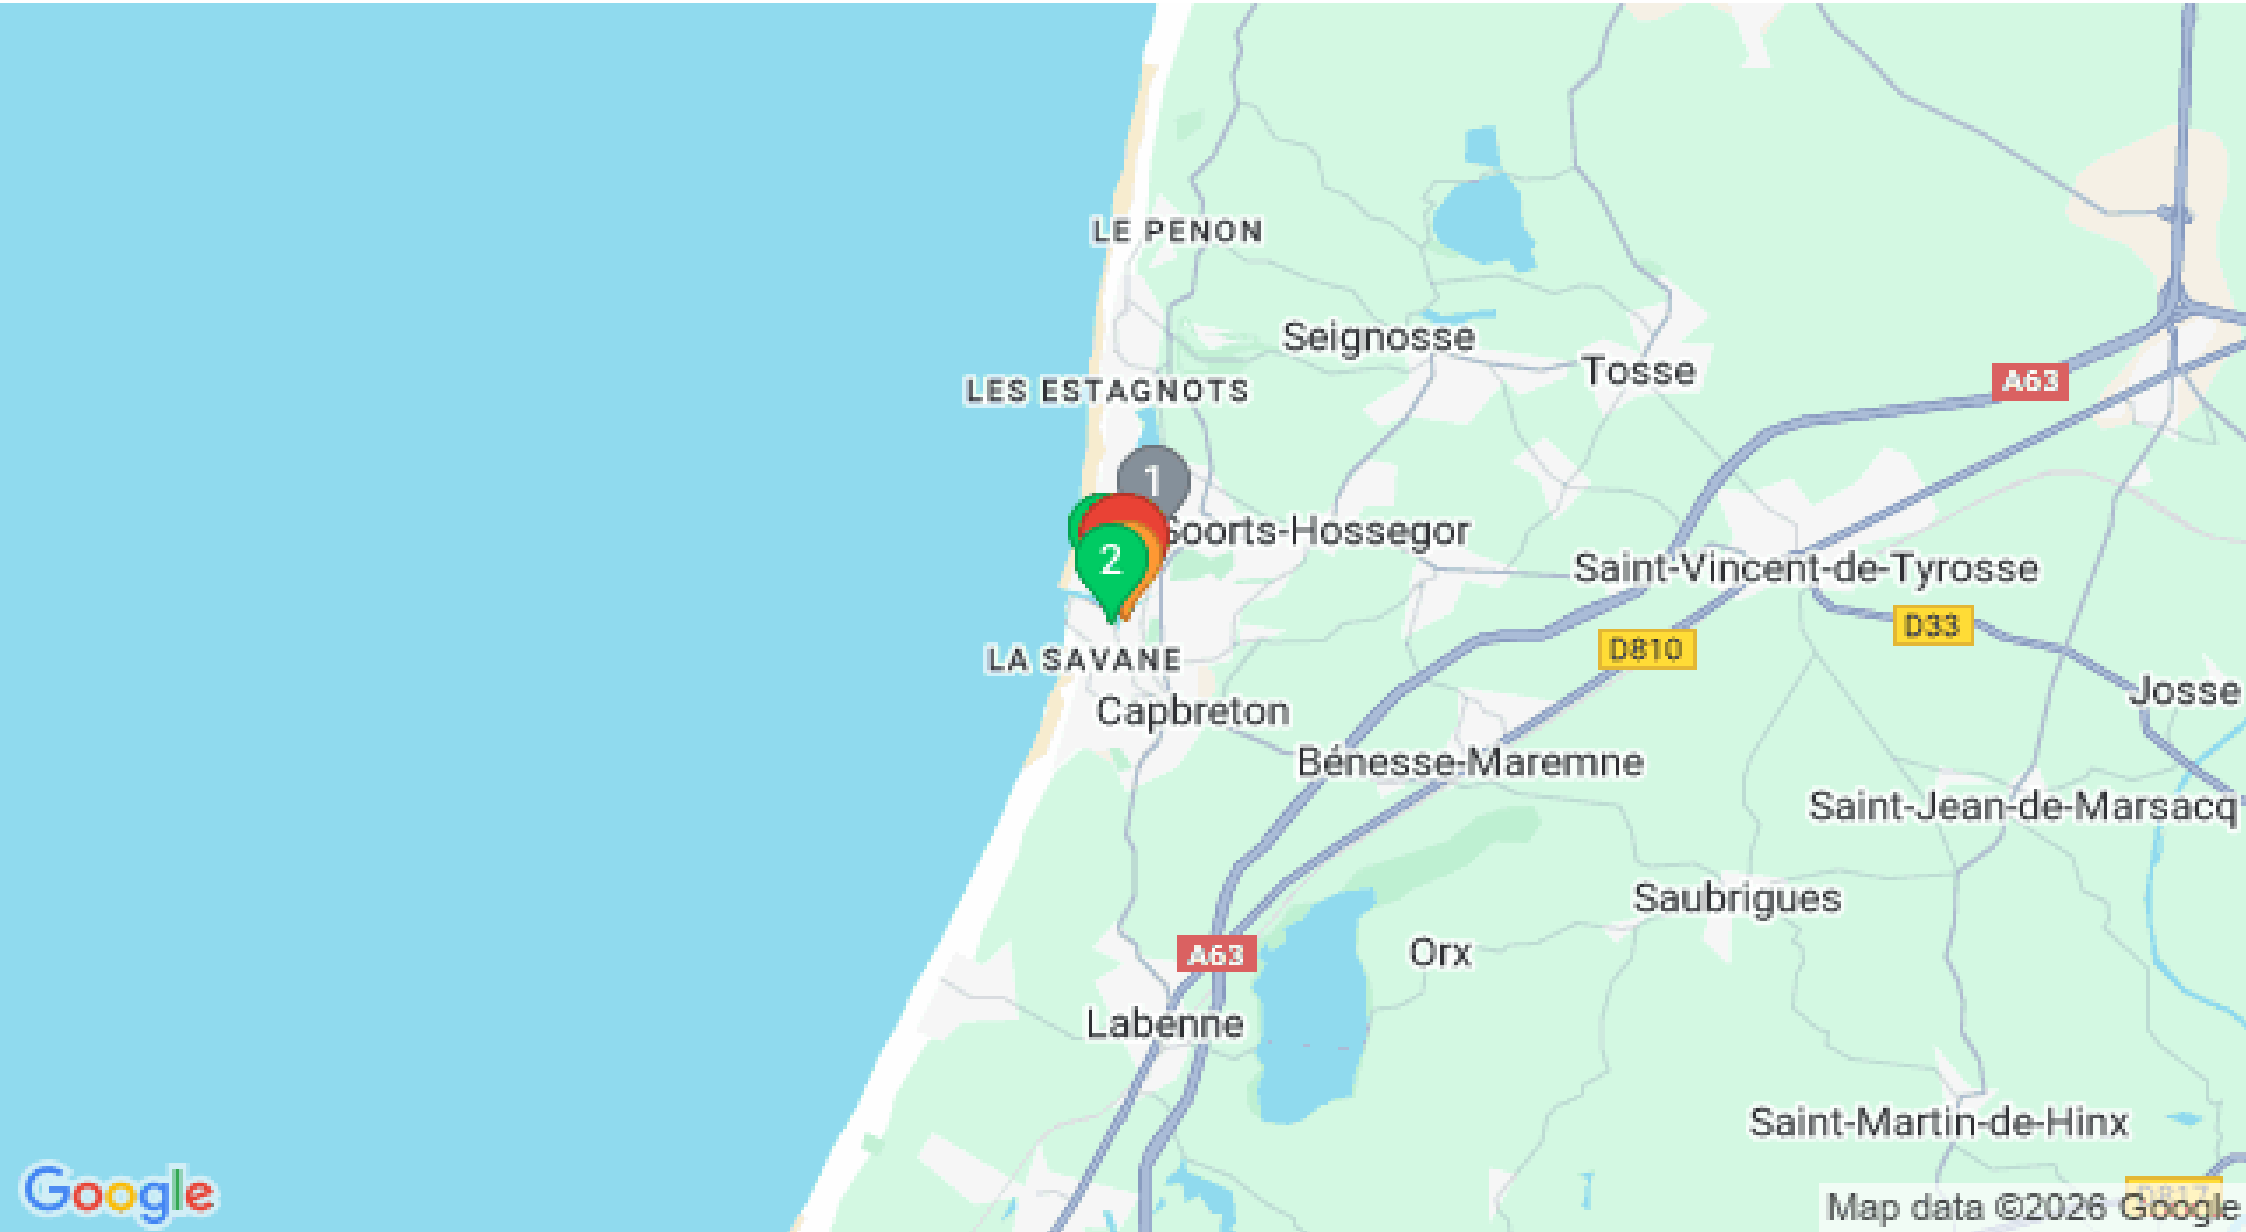 LE PENON
Seignosse
Tosse
A63
LES ESTAGNOTS
1
Soorts-Hossegor
2
Saint-Vincent-de-Tyrosse
D33
D810
LA SAVANE
Josse
Capbreton
Bénesse-Maremne
Saint-Jean-de-Marsacq
Saubrigues
A63
Orx
Labenne
Saint-Martin-de-Hinx
D817
Google
Map data ©2026 Google